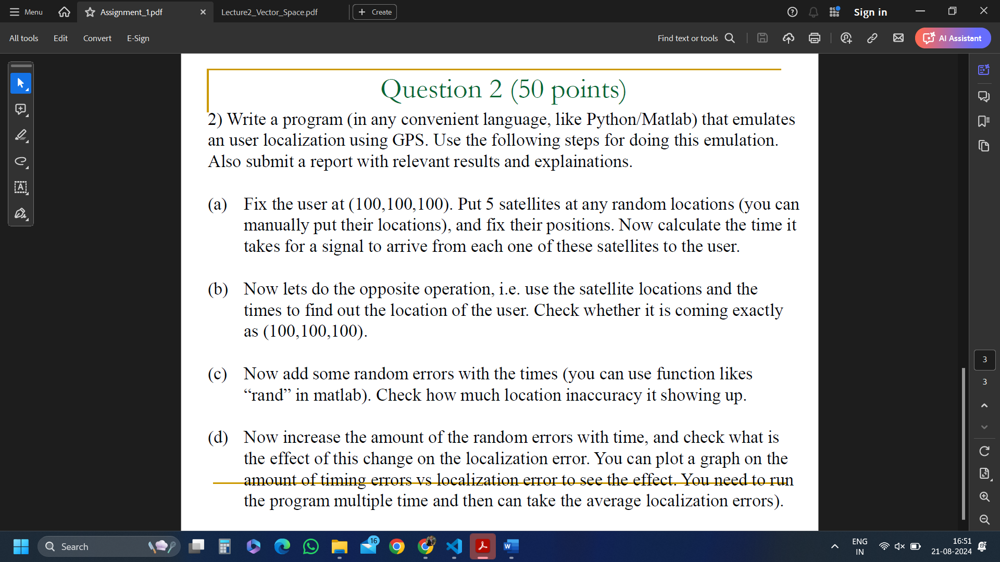 Menu
Assignment_1.pdf
Lecture2_Vector_Space.pdf
Create
Sign in
All tools
Edit
Convert
E-Sign
Find text or tools
AI Assistant
Question 2 (50 points)
2) Write a program (in any convenient language, like Python/Matlab) that emulates
an user localization using GPS. Use the following steps for doing this emulation.
Also submit a report with relevant results and explainations.
(a) Fix the user at (100,100,100). Put 5 satellites at any random locations (you can
manually put their locations), and fix their positions. Now calculate the time it
takes for a signal to arrive from each one of these satellites to the user.
(b) Now lets do the opposite operation, i.e. use the satellite locations and the
times to find out the location of the user. Check whether it is coming exactly
as (100,100,100).
(c) Now add some random errors with the times (you can use function likes
“rand” in matlab). Check how much location inaccuracy it showing up.
(d) Now increase the amount of the random errors with time, and check what is
the effect of this change on the localization error. You can plot a graph on the
amount of timing errors vs localization error to see the effect. You need to run
the program multiple time and then can take the average localization errors).
3
3
Search
16
ENG
IN
16:51
21-08-2024